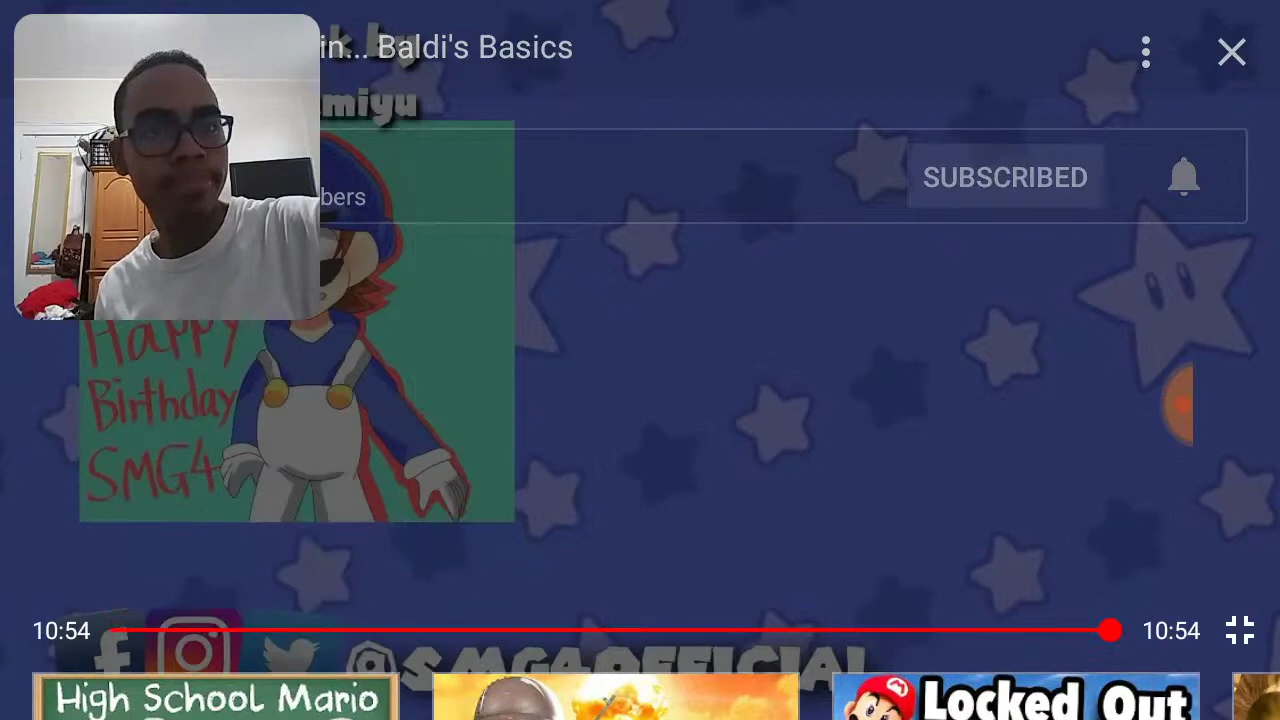 in... Baldi's Basics
k by
miyu
SUBSCRIBED
bers
Happy
Birthday
SMG4
10:54
10:54
@SMG4OFFICIAL
High School Mario
Locked Out